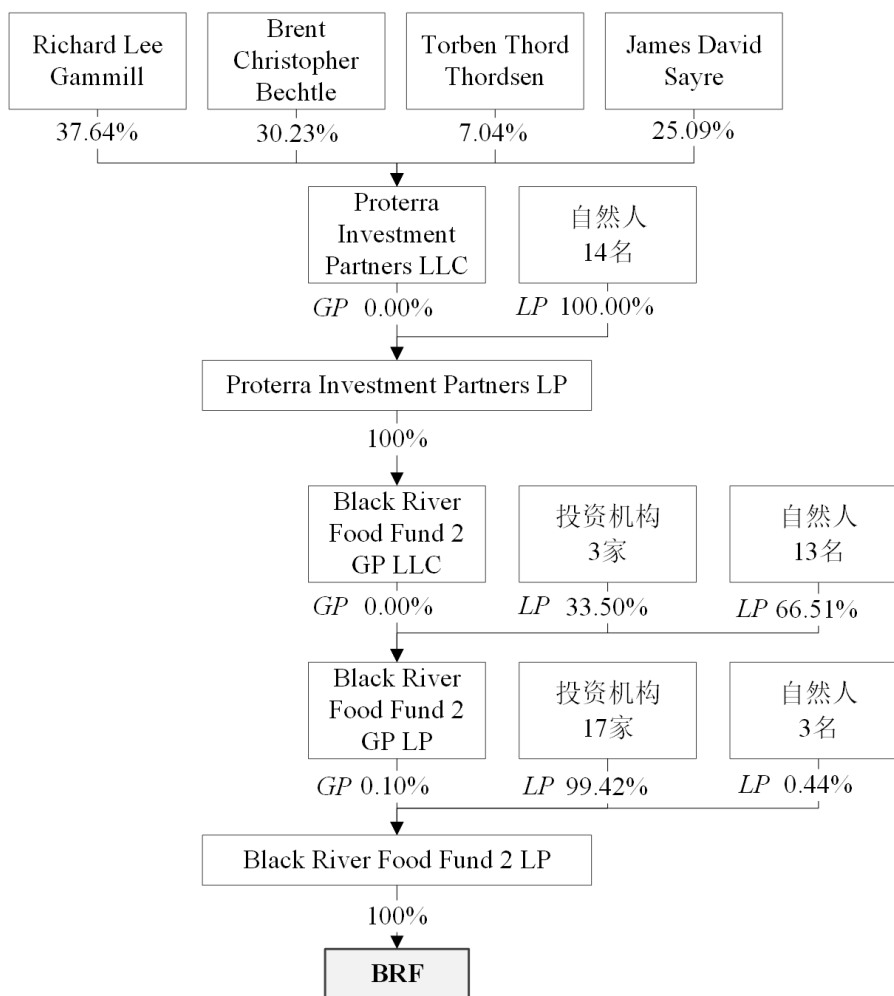 Richard Lee
Gammill
Brent
Christopher
Bechtle
Torben Thord
Thordsen
James David
Sayre
37.64%
30.23%
7.04%
25.09%
Proterra
Investment
Partners LLC
自然人
14名
GP 0.00%
LP 100.00%
Proterra Investment Partners LP
100%
Black River
Food Fund 2
GP LLC
投资机构
3家
自然人
13名
GP 0.00%
LP 33.50%
LP 66.51%
Black River
Food Fund 2
GP LP
投资机构
17家
自然人
3名
GP 0.10%
LP 99.42%
LP 0.44%
Black River Food Fund 2 LP
100%
BRF